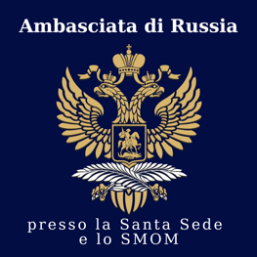 Ambasciata di Russia
presso la Santa Sede
e lo SMOM